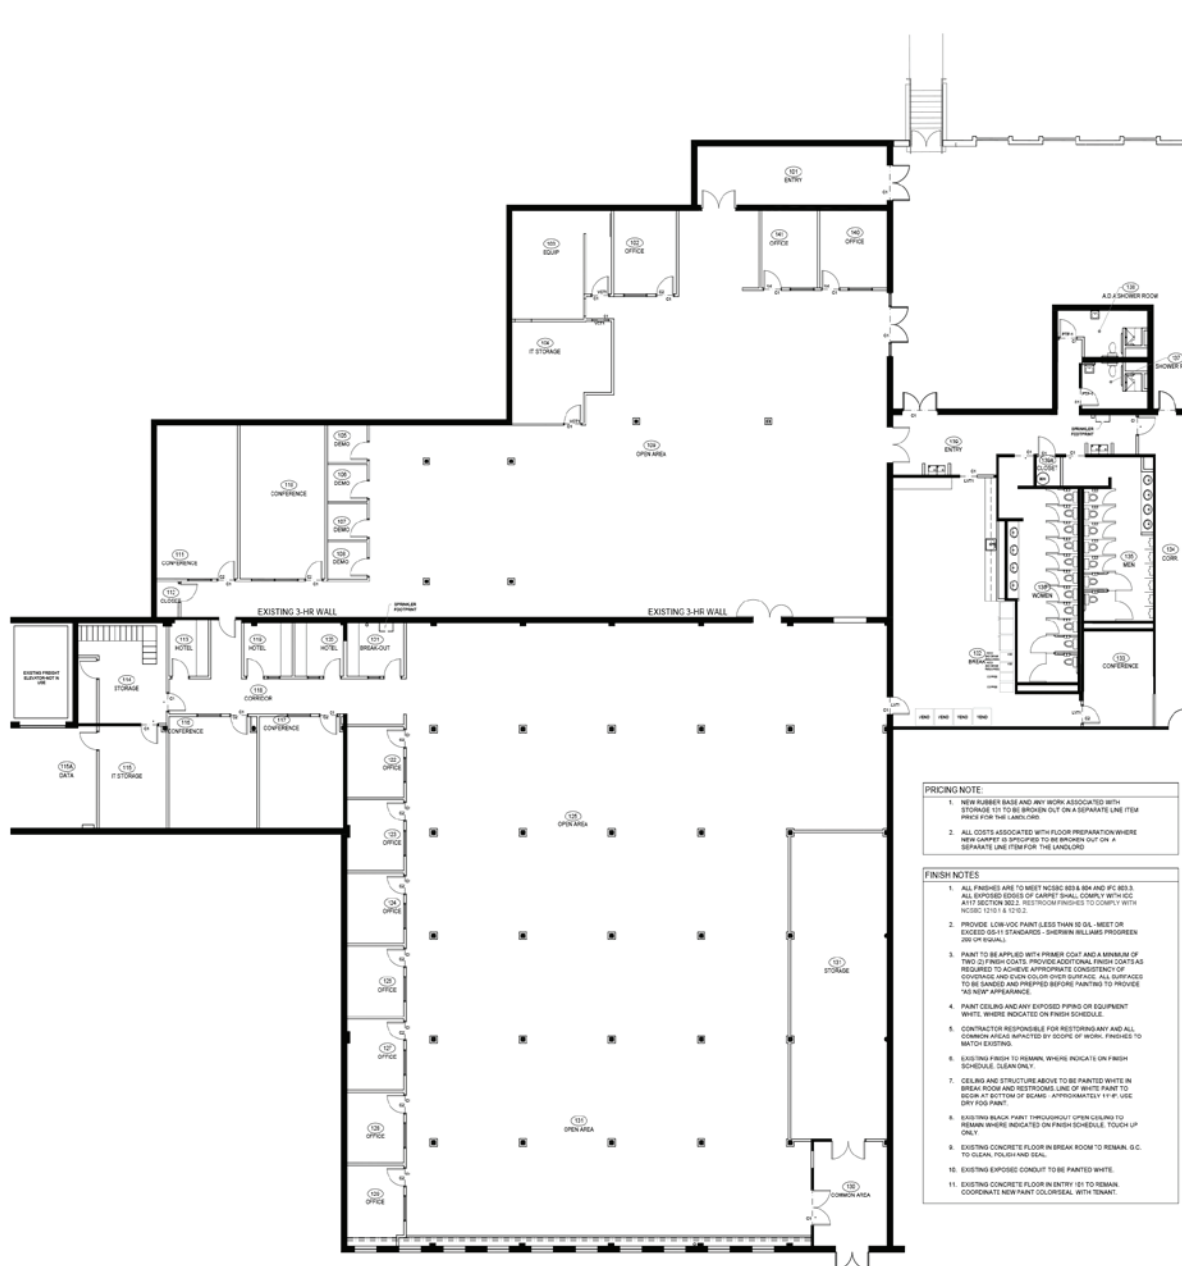 101
ENTRY
103
EQUIP
102
OFFICE
141
OFFICE
140
OFFICE
A.D.A SHOWER ROOM
104
IT STORAGE
137
SHOWER R
109
OPEN AREA
SPRINKLER
FOOTPRINT
ENTRY
105
DEMO
DEMO
107
DEMO
DEMO
110
CONFERENCE
111
CONFERENCE
112
CLOSET
CLOSET
135
MEN
134
CORR.
WOMEN
EXISTING 3-HR WALL
SPRINKLER
FOOTPRINT
EXISTING 3-HR WALL
113
HOTEL
119
HOTEL
120
HOTEL
BREAK-OUT
EXISTING FREIGHT
ELEVATOR-NOT IN
USE
114
STORAGE
118
CORRIDOR
132
BREAK
133
CONFERENCE
116
CONFERENCE
117
CONFERENCE
VEND
VEND
VEND
VEND
115A
DATA
115
IT STORAGE
122
OFFICE
123
OFFICE
124
OFFICE
OFFICE
127
OFFICE
128
OFFICE
OFFICE
OPEN AREA
131
STORAGE
131
OPEN AREA
130
COMMON AREA
PRICING NOTE:
1. NEW RUBBER BASE AND ANY WORK ASSOCIATED WITH
STORAGE 131 TO BE BROKEN OUT ON A SEPARATE LINE ITEM
PRICE FOR THE LANDLORD
2. ALL COSTS ASSOCIATED WITH FLOOR PREPARATION WHERE
NEW CARPET IS SPECIFIED TO BE BROKEN OUT ON A
SEPARATE LINE ITEM FOR THE LANDLORD
FINISH NOTES
1. ALL FINISHES ARE TO MEET NCSBC 803 & 804 AND IFC 803.3.
ALL EXPOSED EDGES OF CARPET SHALL COMPLY WITH ICC
A117 SECTION 302.2. RESTROOM FINISHES TO COMPLY WITH
NCSBC 1210.1 & 1210.2.
2. PROVIDE LOW-VOC PAINT (LESS THAN 50 G/L - MEET OR
EXCEED GS-11 STANDARDS - SHERWIN WILLIAMS PROGREEN
200 OR EQUAL).
3. PAINT TO BE APPLIED WITH PRIMER COAT AND A MINIMUM OF
TWO (2) FINISH COATS. PROVIDE ADDITIONAL FINISH COATS AS
REQUIRED TO ACHIEVE APPROPRIATE CONSISTENCY OF
COVERAGE AND EVEN COLOR OVER SURFACE. ALL SURFACES
TO BE SANDED AND PREPPED BEFORE PAINTING TO PROVIDE
"AS NEW" APPEARANCE.
4. PAINT CEILING AND ANY EXPOSED PIPING OR EQUIPMENT
WHITE, WHERE INDICATED ON FINISH SCHEDULE.
5. CONTRACTOR RESPONSIBLE FOR RESTORING ANY AND ALL
COMMON AREAS IMPACTED BY SCOPE OF WORK. FINISHES TO
MATCH EXISTING.
6. EXISTING FINISH TO REMAIN, WHERE INDICATE ON FINISH
SCHEDULE. CLEAN ONLY.
7. CEILING AND STRUCTURE ABOVE TO BE PAINTED WHITE IN
BREAK ROOM AND RESTROOMS. LINE OF WHITE PAINT TO
BEGIN AT BOTTOM OF BEAMS - APPROXIMATELY 11'-8". USE
DRY FOG PAINT.
8. EXISTING BLACK PAINT THROUGHOUT OPEN CEILING TO
REMAIN WHERE INDICATED ON FINISH SCHEDULE. TOUCH UP
ONLY.
9. EXISTING CONCRETE FLOOR IN BREAK ROOM TO REMAIN. G.C.
TO CLEAN, POLISH AND SEAL.
10. EXISTING EXPOSED CONDUIT TO BE PAINTED WHITE.
11. EXISTING CONCRETE FLOOR IN ENTRY 101 TO REMAIN.
COORDINATE NEW PAINT COLOR/SEAL WITH TENANT.